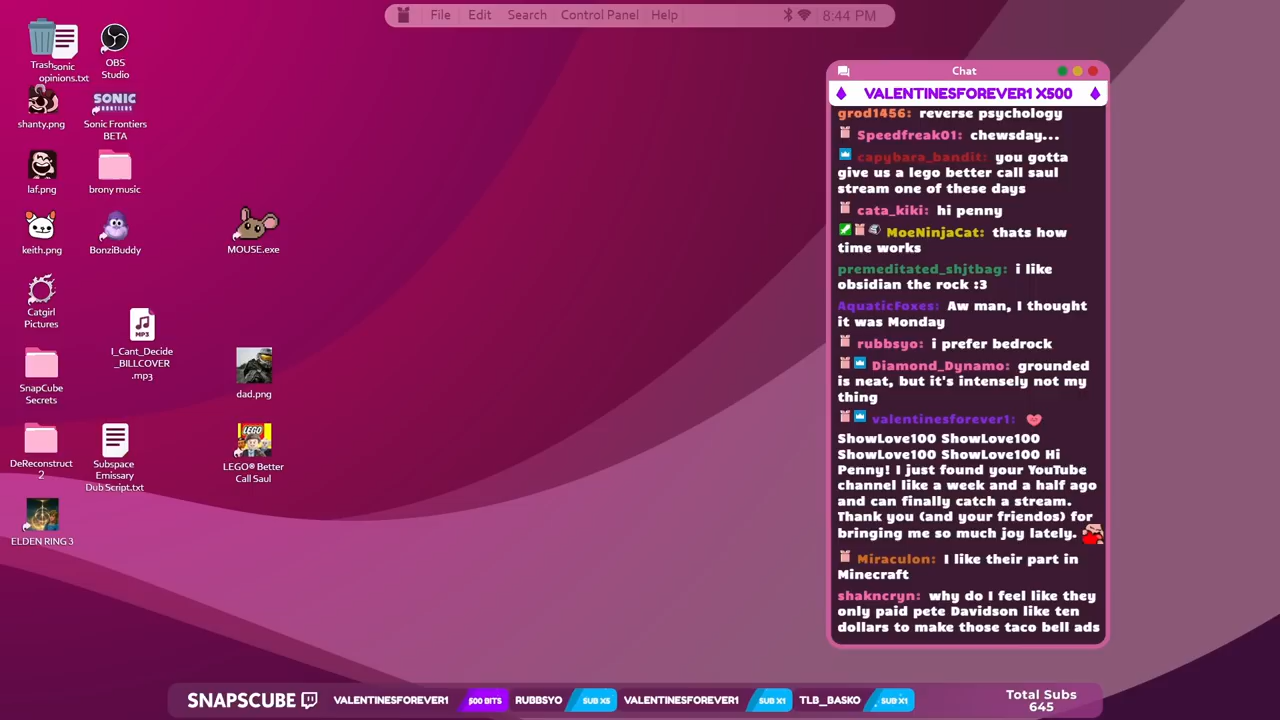 File Edit Search Control Panel Help 8:44 PM
Trash
sonic opinions.txt
OBS
Studio
shanty.png
SONIC
FRONTIERS
Sonic Frontiers
BETA
laf.png
brony music
keith.png
BonziBuddy
MOUSE.exe
Catgirl
Pictures
MP3
I_Cant_Decide
_BILLCOVER
.mp3
dad.png
SnapCube
Secrets
DeReconstruct
2
Subspace
Emissary
Dub Script.txt
LEGO
LEGO® Better
Call Saul
ELDEN RING 3
Chat
VALENTINESFOREVER1 X500
grod1456: reverse psychology
Speedfreak01: chewsday...
capybara_bandit: you gotta
give us a lego better call saul
stream one of these days
cata_kiki: hi penny
MoeNinjaCat: thats how
time works
premeditated_shjtbag: i like
obsidian the rock :3
AquaticFoxes: Aw man, I thought
it was Monday
rubbsyo: i prefer bedrock
Diamond_Dynamo: grounded
is neat, but it's intensely not my
thing
valentinesforever1:
ShowLove100 ShowLove100
ShowLove100 ShowLove100 Hi
Penny! I just found your YouTube
channel like a week and a half ago
and can finally catch a stream.
Thank you (and your friendos) for
bringing me so much joy lately.
Miraculon: I like their part in
Minecraft
shakncryn: why do I feel like they
only paid pete Davidson like ten
dollars to make those taco bell ads
SNAPSCUBE VALENTINESFOREVER1 500 BITS RUBBSYO SUB X5 VALENTINESFOREVER1 SUB X1 TLB_BASKO SUB X1
Total Subs
645